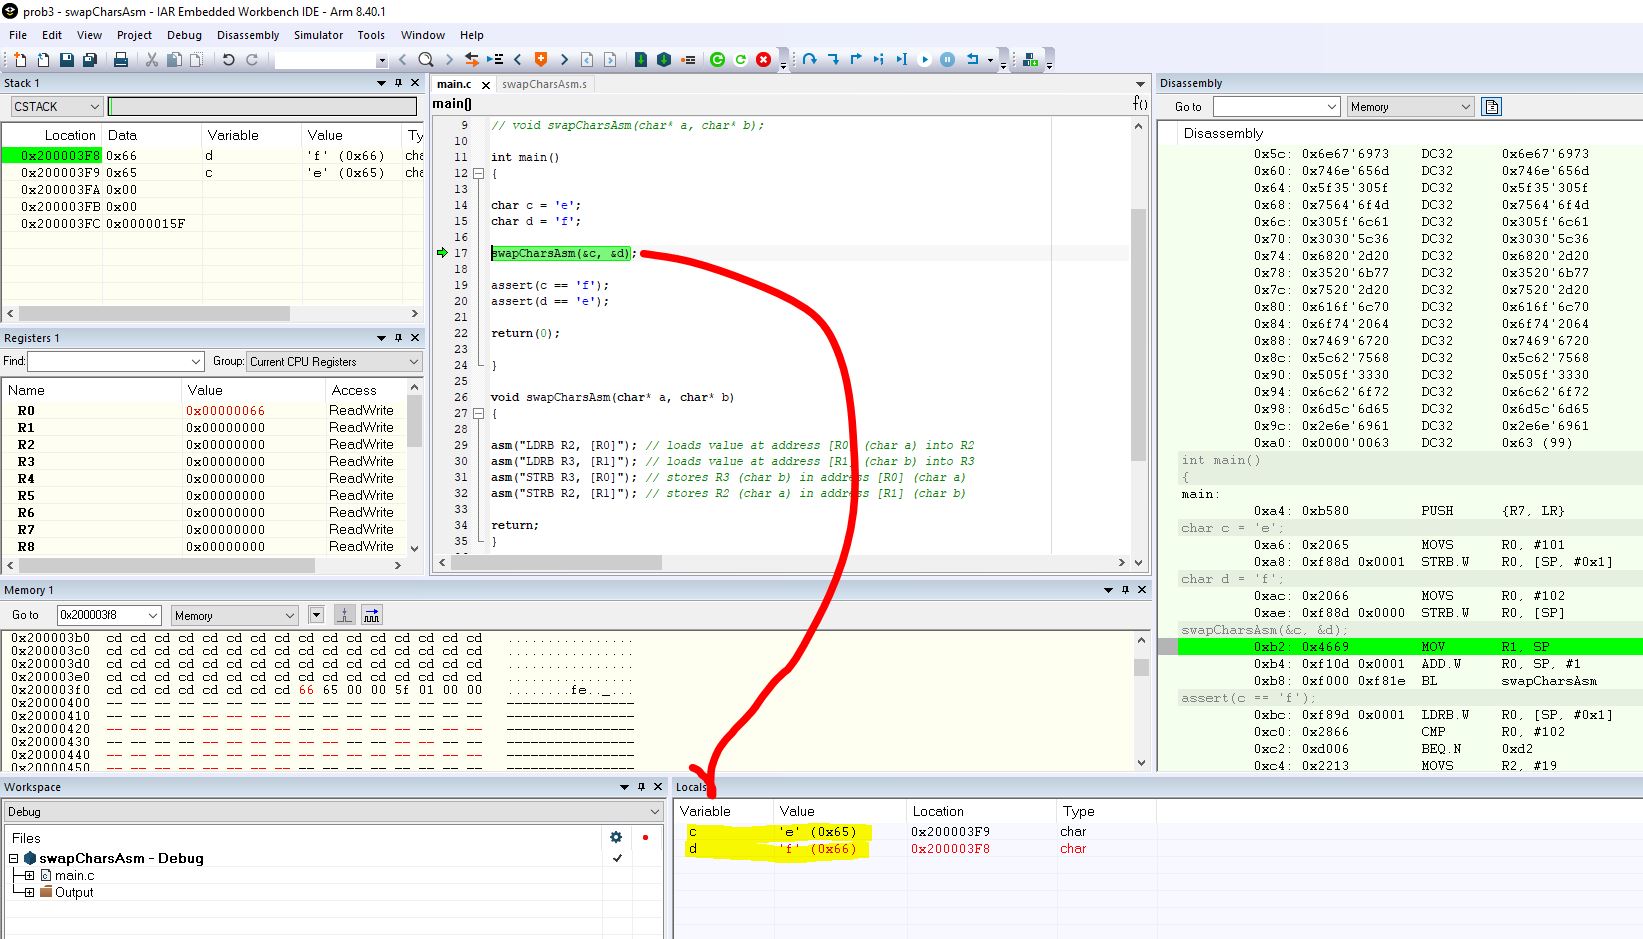 prob3 - swapCharsAsm - IAR Embedded Workbench IDE - Arm 8.40.1
File Edit View Project Debug Disassembly Simulator Tools Window Help
Stack 1
CSTACK
Location Data Variable Value Ty
0x200003F8 0x66 d 'f' (0x66) cha
0x200003F9 0x65 c 'e' (0x65) cha
0x200003FA 0x00
0x200003FB 0x00
0x200003FC 0x0000015F
Registers 1
Find: Group: Current CPU Registers
Name Value Access
R0 0x00000066 ReadWrite
R1 0x00000000 ReadWrite
R2 0x00000000 ReadWrite
R3 0x00000000 ReadWrite
R4 0x00000000 ReadWrite
R5 0x00000000 ReadWrite
R6 0x00000000 ReadWrite
R7 0x00000000 ReadWrite
R8 0x00000000 ReadWrite
main.c swapCharsAsm.s
main() f()
9 // void swapCharsAsm(char* a, char* b);
10
11 int main()
12 {
13
14 char c = 'e';
15 char d = 'f';
16
17 swapCharsAsm(&c, &d);
18
19 assert(c == 'f');
20 assert(d == 'e');
21
22 return(0);
23
24 }
25
26 void swapCharsAsm(char* a, char* b)
27 {
28
29 asm("LDRB R2, [R0]"); // loads value at address [R0] (char a) into R2
30 asm("LDRB R3, [R1]"); // loads value at address [R1] (char b) into R3
31 asm("STRB R3, [R0]"); // stores R3 (char b) in address [R0] (char a)
32 asm("STRB R2, [R1]"); // stores R2 (char a) in address [R1] (char b)
33
34 return;
35 }
Disassembly
Go to Memory
Disassembly
0x5c: 0x6e67'6973 DC32 0x6e67'6973
0x60: 0x746e'656d DC32 0x746e'656d
0x64: 0x5f35'305f DC32 0x5f35'305f
0x68: 0x7564'6f4d DC32 0x7564'6f4d
0x6c: 0x305f'6c61 DC32 0x305f'6c61
0x70: 0x3030'5c36 DC32 0x3030'5c36
0x74: 0x6820'2d20 DC32 0x6820'2d20
0x78: 0x3520'6b77 DC32 0x3520'6b77
0x7c: 0x7520'2d20 DC32 0x7520'2d20
0x80: 0x616f'6c70 DC32 0x616f'6c70
0x84: 0x6f74'2064 DC32 0x6f74'2064
0x88: 0x7469'6720 DC32 0x7469'6720
0x8c: 0x5c62'7568 DC32 0x5c62'7568
0x90: 0x505f'3330 DC32 0x505f'3330
0x94: 0x6c62'6f72 DC32 0x6c62'6f72
0x98: 0x6d5c'6d65 DC32 0x6d5c'6d65
0x9c: 0x2e6e'6961 DC32 0x2e6e'6961
0xa0: 0x0000'0063 DC32 0x63 (99)
int main()
{
main:
0xa4: 0xb580 PUSH {R7, LR}
char c = 'e';
0xa6: 0x2065 MOVS R0, #101
0xa8: 0xf88d 0x0001 STRB.W R0, [SP, #0x1]
char d = 'f';
0xac: 0x2066 MOVS R0, #102
0xae: 0xf88d 0x0000 STRB.W R0, [SP]
swapCharsAsm(&c, &d);
0xb2: 0x4669 MOV R1, SP
0xb4: 0xf10d 0x0001 ADD.W R0, SP, #1
0xb8: 0xf000 0xf81e BL swapCharsAsm
assert(c == 'f');
0xbc: 0xf89d 0x0001 LDRB.W R0, [SP, #0x1]
0xc0: 0x2866 CMP R0, #102
0xc2: 0xd006 BEQ.N 0xd2
0xc4: 0x2213 MOVS R2, #19
Memory 1
Go to 0x200003f8 Memory
0x200003b0 cd cd cd cd cd cd cd cd cd cd cd cd cd cd cd cd ................
0x200003c0 cd cd cd cd cd cd cd cd cd cd cd cd cd cd cd cd ................
0x200003d0 cd cd cd cd cd cd cd cd cd cd cd cd cd cd cd cd ................
0x200003e0 cd cd cd cd cd cd cd cd cd cd cd cd cd cd cd cd ................
0x200003f0 cd cd cd cd cd cd cd cd 66 65 00 00 5f 01 00 00 ........fe.._...
0x20000400 -- -- -- -- -- -- -- -- -- -- -- -- -- -- -- -- ----------------
0x20000410 -- -- -- -- -- -- -- -- -- -- -- -- -- -- -- -- ----------------
0x20000420 -- -- -- -- -- -- -- -- -- -- -- -- -- -- -- -- ----------------
0x20000430 -- -- -- -- -- -- -- -- -- -- -- -- -- -- -- -- ----------------
0x20000440 -- -- -- -- -- -- -- -- -- -- -- -- -- -- -- -- ----------------
0x20000450 -- -- -- -- -- -- -- -- -- -- -- -- -- -- -- -- ----------------
Workspace
Debug
Files
swapCharsAsm - Debug
main.c
Output
Locals
Variable Value Location Type
c 'e' (0x65) 0x200003F9 char
d 'f' (0x66) 0x200003F8 char